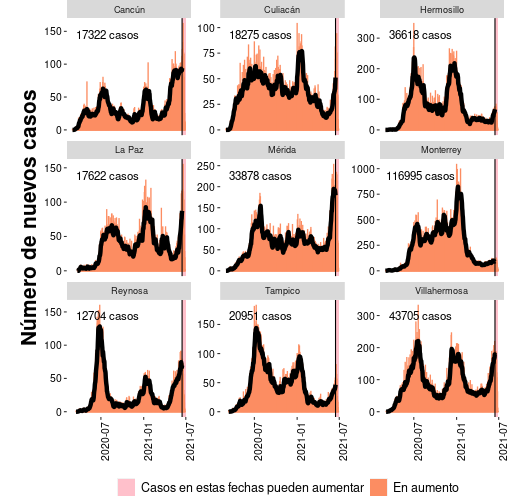 Cancún Culiacán Hermosillo
150 100 300
17322 casos 18275 casos 36618 casos
100 75 200
50 50 100
25
0 0 0
La Paz Mérida Monterrey
150 250 1000
17622 casos 33878 casos 116995 casos
200 750
100 150 500
50 100 250
50
0 0 0
Reynosa Tampico Villahermosa
150 150 300
12704 casos 20951 casos 43705 casos
100 100 200
50 50 100
0 0 0
2020-07 2021-01 2021-07 2020-07 2021-01 2021-07 2020-07 2021-01 2021-07
Número de nuevos casos
Casos en estas fechas pueden aumentar En aumento